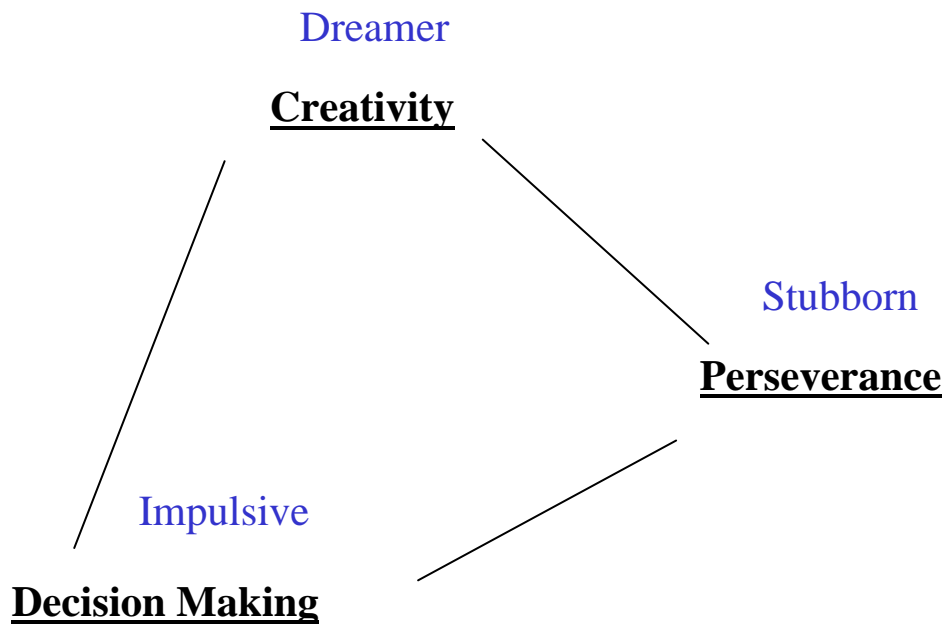 Dreamer
Creativity
Stubborn
Perseverance
Impulsive
Decision Making